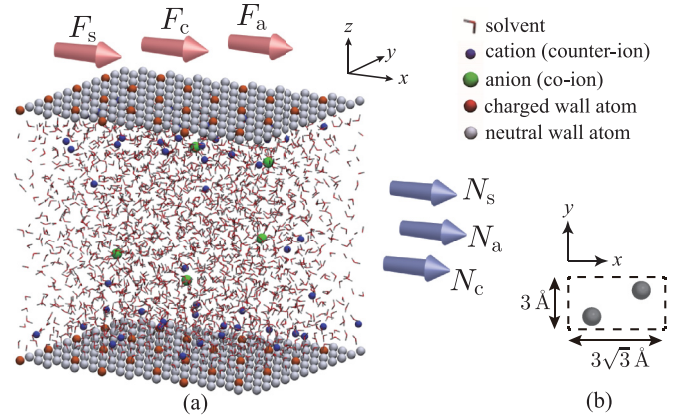 F_s F_c F_a
z
y
x
solvent
cation (counter-ion)
anion (co-ion)
charged wall atom
neutral wall atom
N_s
N_a
N_c
y
x
3 Å
3√3 Å
(a)
(b)